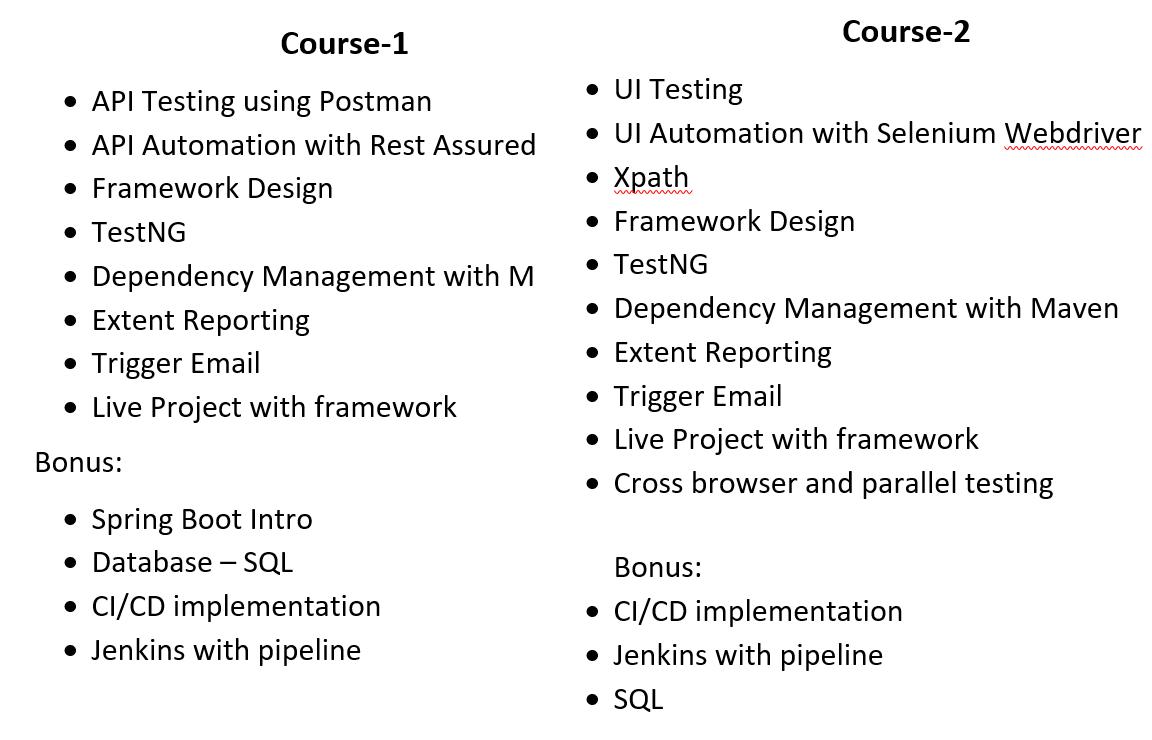 Course-1
• API Testing using Postman
• API Automation with Rest Assured
• Framework Design
• TestNG
• Dependency Management with M
• Extent Reporting
• Trigger Email
• Live Project with framework
Bonus:
• Spring Boot Intro
• Database – SQL
• CI/CD implementation
• Jenkins with pipeline
Course-2
• UI Testing
• UI Automation with Selenium Webdriver
• Xpath
• Framework Design
• TestNG
• Dependency Management with Maven
• Extent Reporting
• Trigger Email
• Live Project with framework
• Cross browser and parallel testing
Bonus:
• CI/CD implementation
• Jenkins with pipeline
• SQL